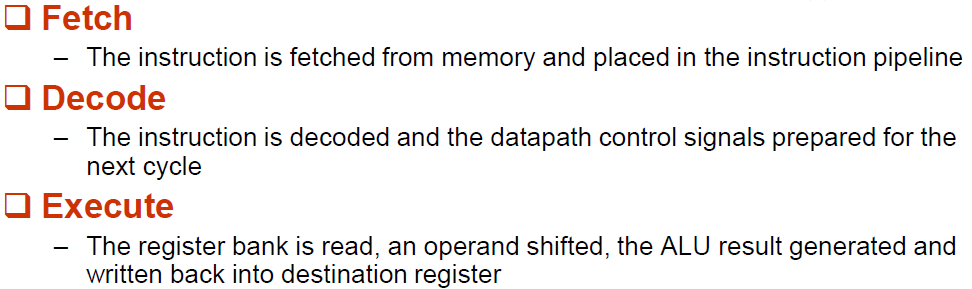 ❑ Fetch
– The instruction is fetched from memory and placed in the instruction pipeline
❑ Decode
– The instruction is decoded and the datapath control signals prepared for the
next cycle
❑ Execute
– The register bank is read, an operand shifted, the ALU result generated and
written back into destination register